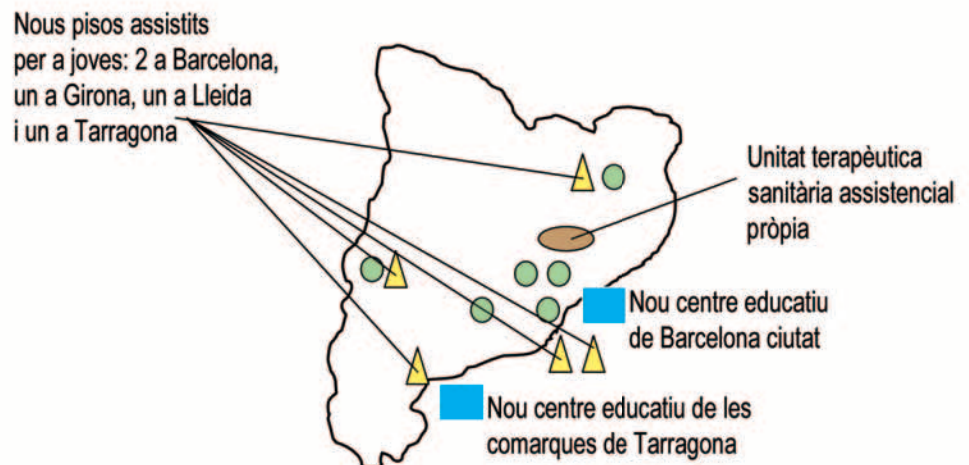 Nous pisos assistits
per a joves: 2 a Barcelona,
un a Girona, un a Lleida
i un a Tarragona
Unitat terapèutica
sanitària assistencial
pròpia
Nou centre educatiu
de Barcelona ciutat
Nou centre educatiu de les
comarques de Tarragona